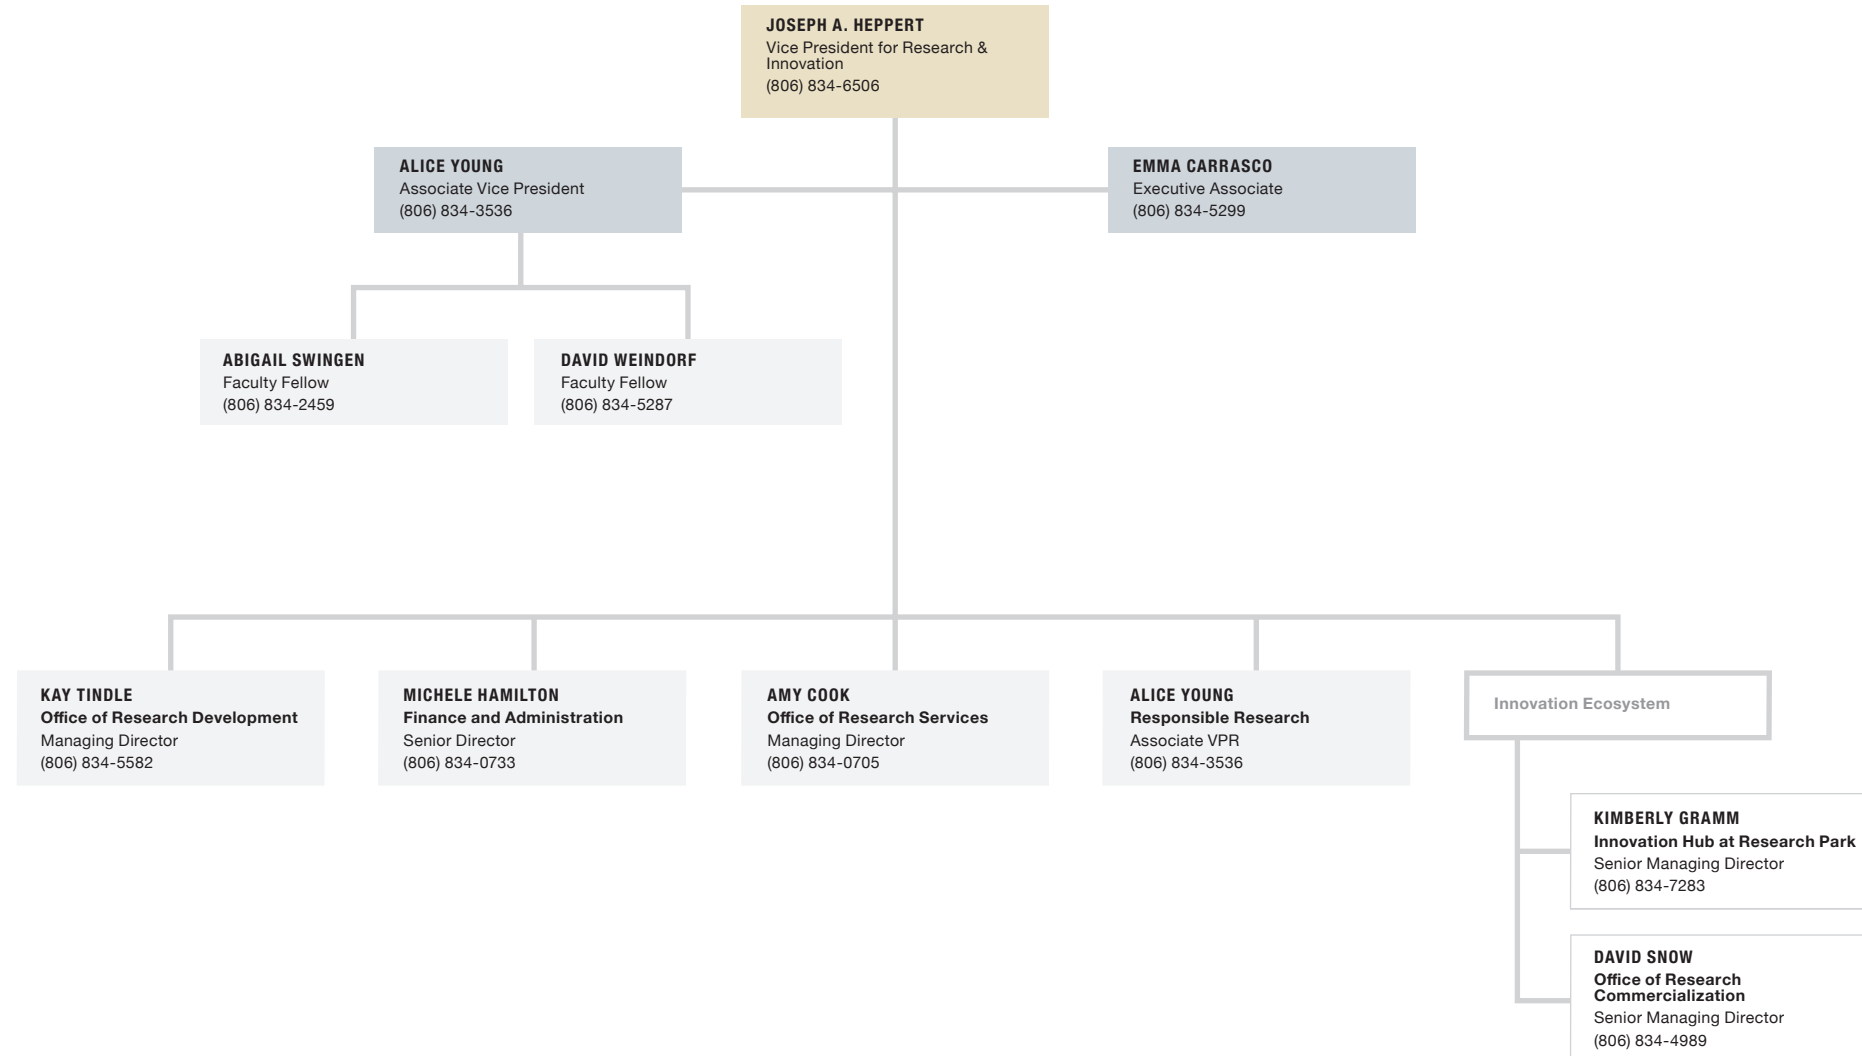 JOSEPH A. HEPPERT
Vice President for Research &
Innovation
(806) 834-6506
ALICE YOUNG
Associate Vice President
(806) 834-3536
EMMA CARRASCO
Executive Associate
(806) 834-5299
ABIGAIL SWINGEN
Faculty Fellow
(806) 834-2459
DAVID WEINDORF
Faculty Fellow
(806) 834-5287
KAY TINDLE
Office of Research Development
Managing Director
(806) 834-5582
MICHELE HAMILTON
Finance and Administration
Senior Director
(806) 834-0733
AMY COOK
Office of Research Services
Managing Director
(806) 834-0705
ALICE YOUNG
Responsible Research
Associate VPR
(806) 834-3536
Innovation Ecosystem
KIMBERLY GRAMM
Innovation Hub at Research Park
Senior Managing Director
(806) 834-7283
DAVID SNOW
Office of Research
Commercialization
Senior Managing Director
(806) 834-4989